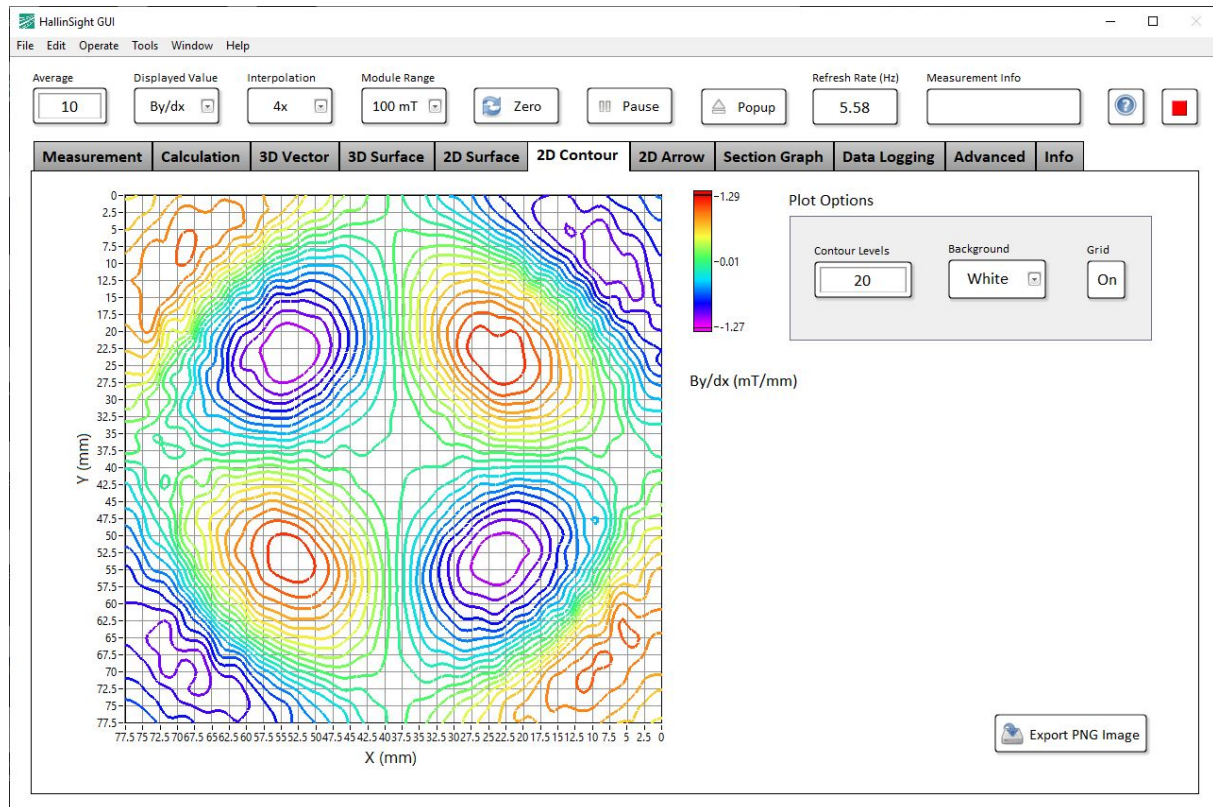 HallinSight GUI
File Edit Operate Tools Window Help
Average Displayed Value Interpolation Module Range Refresh Rate (Hz) Measurement Info
10 By/dx 4x 100 mT Zero Pause Popup 5.58
Measurement Calculation 3D Vector 3D Surface 2D Surface 2D Contour 2D Arrow Section Graph Data Logging Advanced Info
Plot Options
Contour Levels Background Grid
20 White On
1.29
-0.01
-1.27
By/dx (mT/mm)
Y (mm)
0
2.5
5
7.5
10
12.5
15
17.5
20
22.5
25
27.5
30
32.5
35
37.5
40
42.5
45
47.5
50
52.5
55
57.5
60
62.5
65
67.5
70
72.5
75
77.5
77.5 75 72.5 70 67.5 65 62.5 60 57.5 55 52.5 50 47.5 45 42.5 40 37.5 35 32.5 30 27.5 25 22.5 20 17.5 15 12.5 10 7.5 5 2.5 0
X (mm)
Export PNG Image